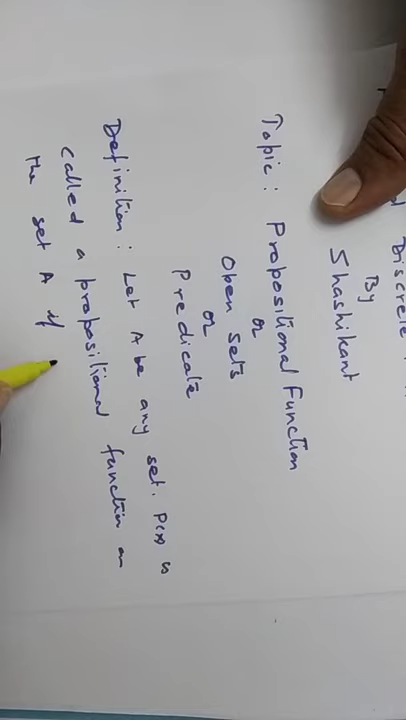 Discrete
By
Shashikant
Topic : Propositional Function
or
Open Sets
or
Predicate
Definition : Let A be any set. P(x) is
called a propositional function on
the set A if